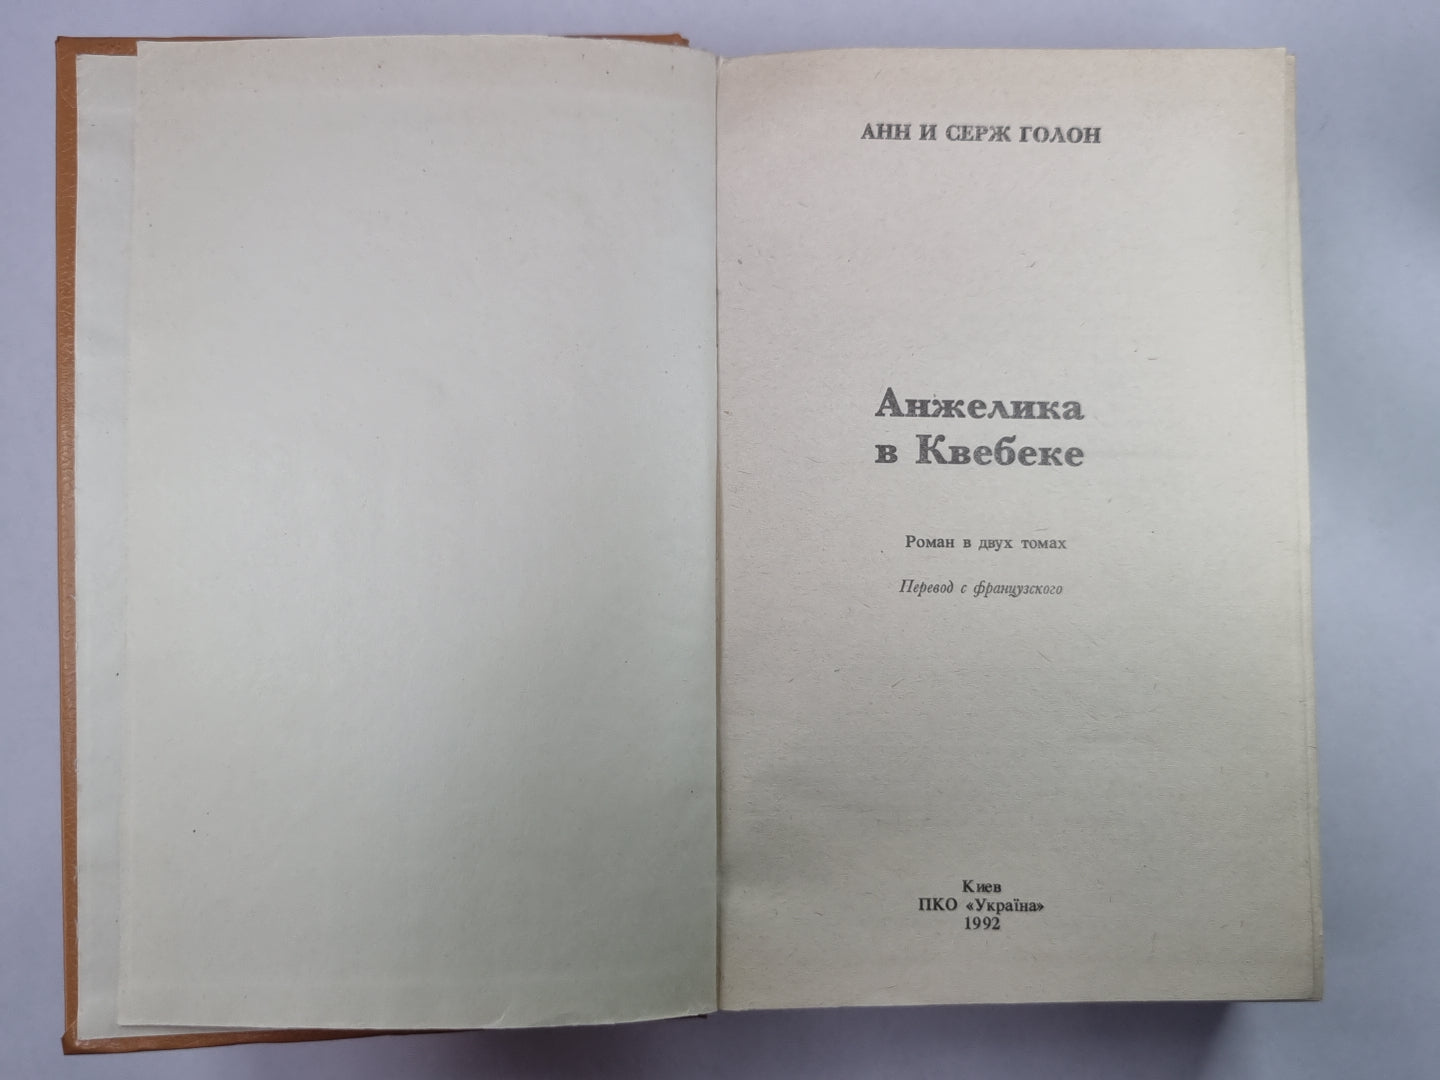 АНН И СЕРЖ ГОЛОН
Анжелика
в Квебеке
Роман в двух томах
Перевод с французского
Киев
ПКО «Україна»
1992